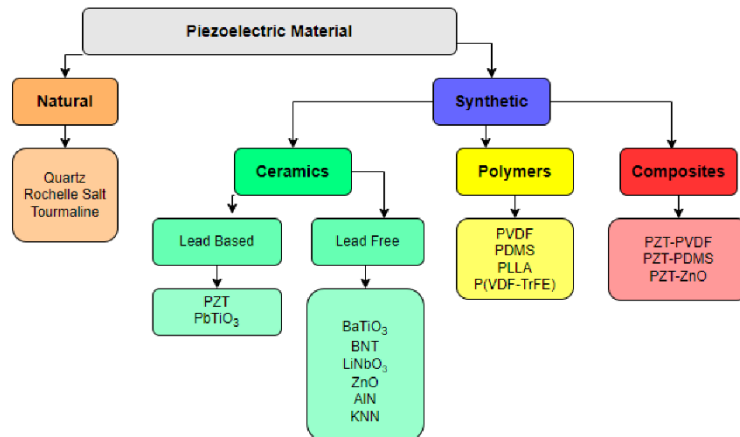 Piezoelectric Material
Natural
Synthetic
Quartz
Rochelle Salt
Tourmaline
Ceramics
Polymers
Composites
Lead Based
Lead Free
PVDF
PDMS
PLLA
P(VDF-TrFE)
PZT-PVDF
PZT-PDMS
PZT-ZnO
PZT
PbTiO₃
BaTiO₃
BNT
LiNbO₃
ZnO
AlN
KNN